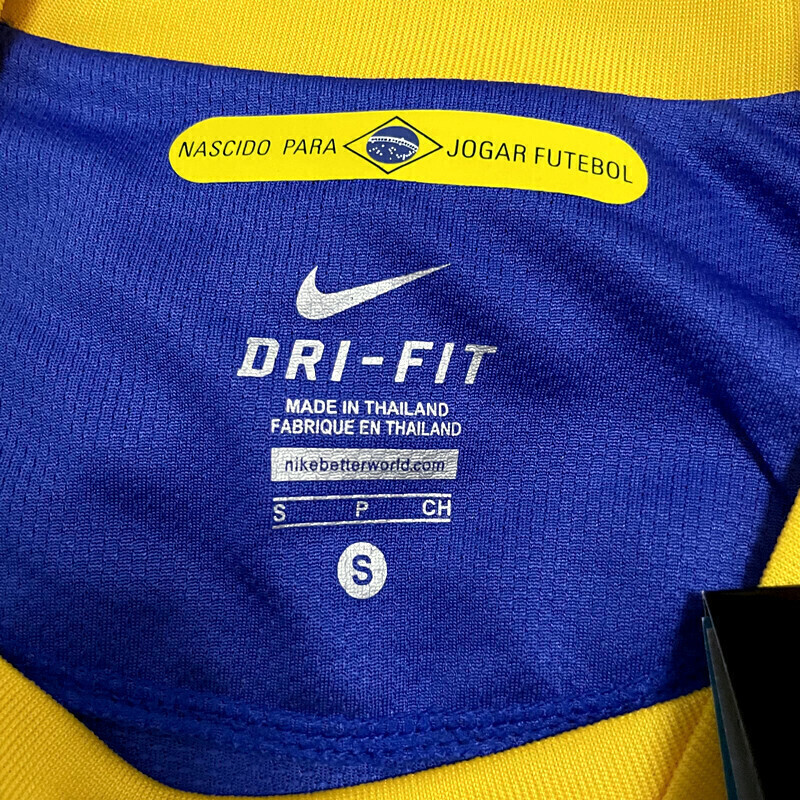 NASCIDO PARA JOGAR FUTEBOL
DRI-FIT
MADE IN THAILAND
FABRIQUE EN THAILAND
nikebetterworld.com
S P CH
S